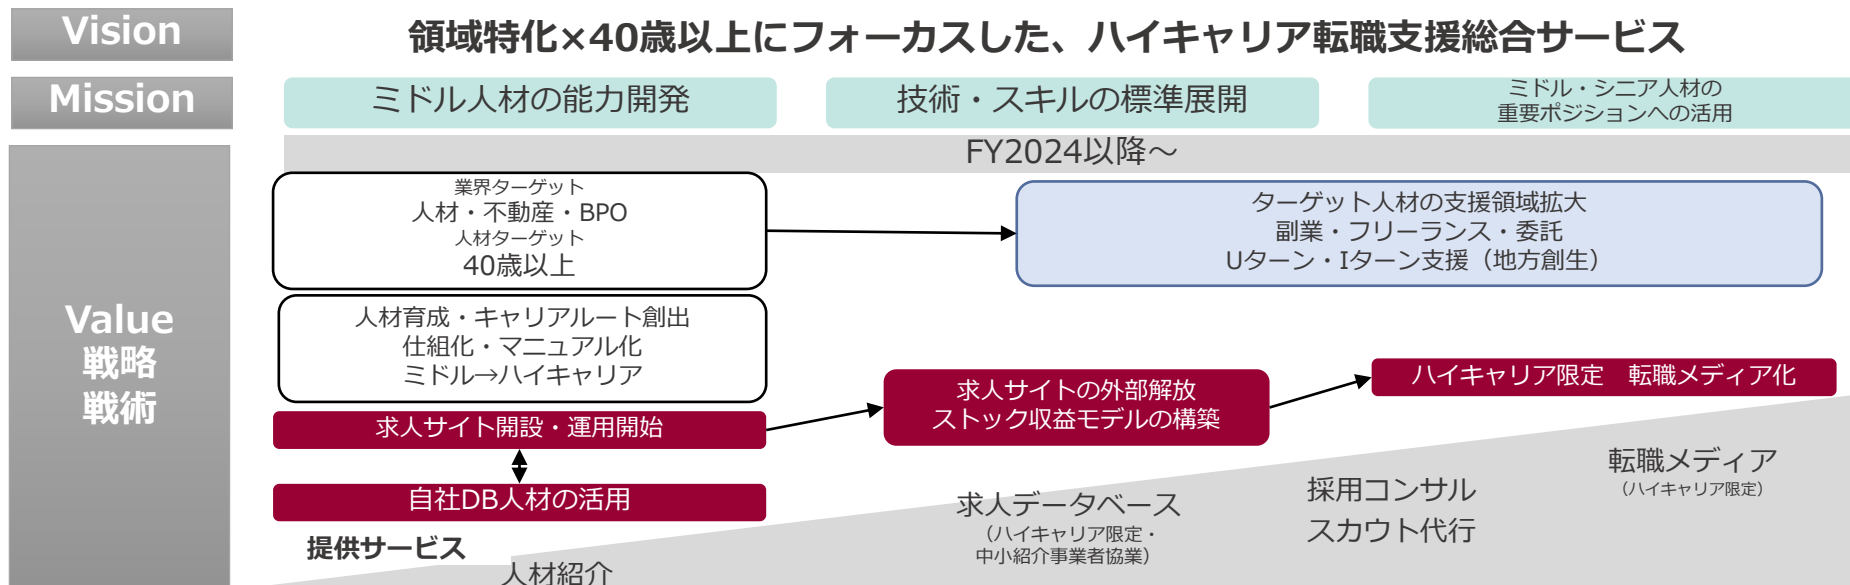 Vision
領域特化×40歳以上にフォーカスした、ハイキャリア転職支援総合サービス
Mission
ミドル人材の能力開発
技術・スキルの標準展開
ミドル・シニア人材の
重要ポジションへの活用
FY2024以降～
Value
戦略
戦術
業界ターゲット
人材・不動産・BPO
人材ターゲット
40歳以上
ターゲット人材の支援領域拡大
副業・フリーランス・委託
Uターン・Iターン支援（地方創生）
人材育成・キャリアルート創出
仕組化・マニュアル化
ミドル→ハイキャリア
求人サイト開設・運用開始
求人サイトの外部解放
ストック収益モデルの構築
ハイキャリア限定　転職メディア化
自社DB人材の活用
提供サービス
人材紹介
求人データベース
（ハイキャリア限定・
中小紹介事業者協業）
採用コンサル
スカウト代行
転職メディア
（ハイキャリア限定）